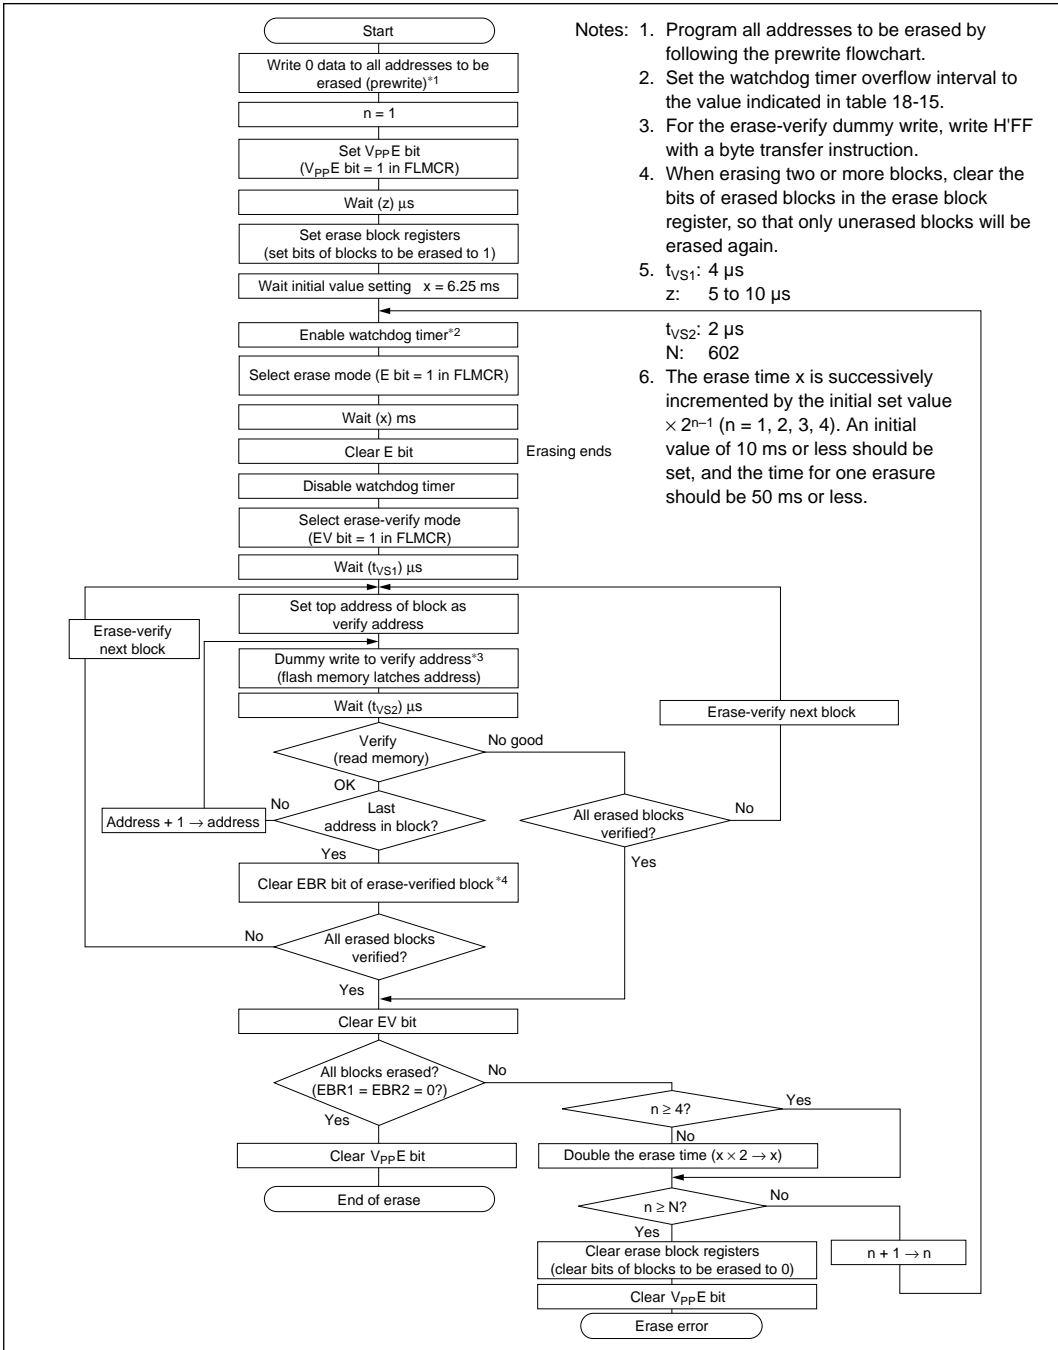 Start
Write 0 data to all addresses to be
erased (prewrite)*1
n = 1
Set VPPE bit
(VPPE bit = 1 in FLMCR)
Wait (z) µs
Set erase block registers
(set bits of blocks to be erased to 1)
Wait initial value setting x = 6.25 ms
Enable watchdog timer*2
Select erase mode (E bit = 1 in FLMCR)
Wait (x) ms
Clear E bit
Erasing ends
Disable watchdog timer
Select erase-verify mode
(EV bit = 1 in FLMCR)
Wait (tVS1) µs
Set top address of block as
verify address
Erase-verify
next block
Dummy write to verify address*3
(flash memory latches address)
Wait (tVS2) µs
Erase-verify next block
Verify
(read memory)
No good
OK
Last
address in block?
No
Address + 1 → address
All erased blocks
verified?
No
Yes
Yes
Clear EBR bit of erase-verified block*4
All erased blocks
verified?
No
Yes
Clear EV bit
All blocks erased?
(EBR1 = EBR2 = 0?)
No
Yes
n ≥ 4?
Yes
No
Clear VPPE bit
Double the erase time (x × 2 → x)
End of erase
n ≥ N?
No
Yes
Clear erase block registers
(clear bits of blocks to be erased to 0)
n + 1 → n
Clear VPPE bit
Erase error
Notes: 1. Program all addresses to be erased by
following the prewrite flowchart.
2. Set the watchdog timer overflow interval to
the value indicated in table 18-15.
3. For the erase-verify dummy write, write H'FF
with a byte transfer instruction.
4. When erasing two or more blocks, clear the
bits of erased blocks in the erase block
register, so that only unerased blocks will be
erased again.
5. tVS1: 4 µs
z: 5 to 10 µs
tVS2: 2 µs
N: 602
6. The erase time x is successively
incremented by the initial set value
× 2n–1 (n = 1, 2, 3, 4). An initial
value of 10 ms or less should be
set, and the time for one erasure
should be 50 ms or less.